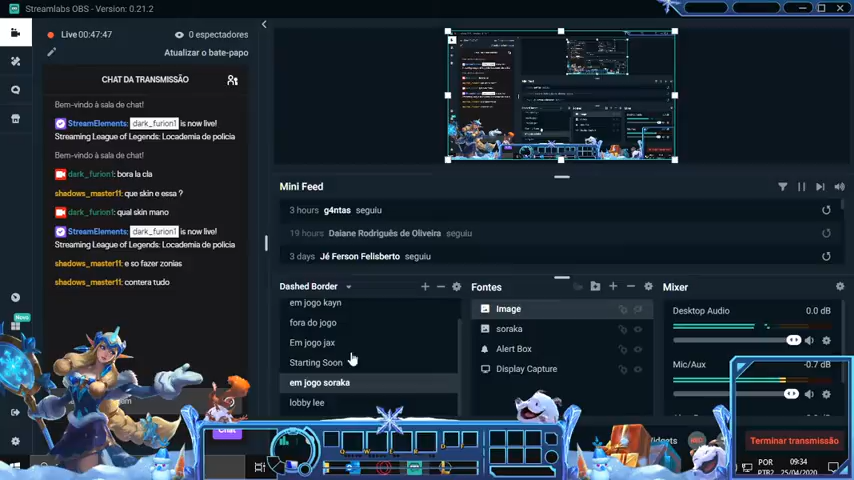 Streamlabs OBS - Version: 0.21.2
Live 00:47:47
0 espectadores
Atualizar o bate-papo
CHAT DA TRANSMISSÃO
Bem-vindo à sala de chat!
StreamElements: dark_furion1 is now live!
Streaming League of Legends: Locademia de policia
Bem-vindo à sala de chat!
dark_furion1: bora la cla
shadows_master11: que skin e essa ?
dark_furion1: qual skin mano
StreamElements: dark_furion1 is now live!
Streaming League of Legends: Locademia de policia
shadows_master11: e so fazer zonias
shadows_master11: contera tudo
Novo
Chat
Mini Feed
3 hours g4ntas seguiu
19 hours Daiane Rodriguês de Oliveira seguiu
3 days Jé Ferson Felisberto seguiu
Dashed Border
em jogo kayn
fora do jogo
Em jogo jax
Starting Soon
em jogo soraka
lobby lee
Fontes
Image
soraka
Alert Box
Display Capture
Mixer
Desktop Audio 0.0 dB
Mic/Aux -0.7 dB
Terminar transmissão
POR
PTB2
09:34
25/04/2020